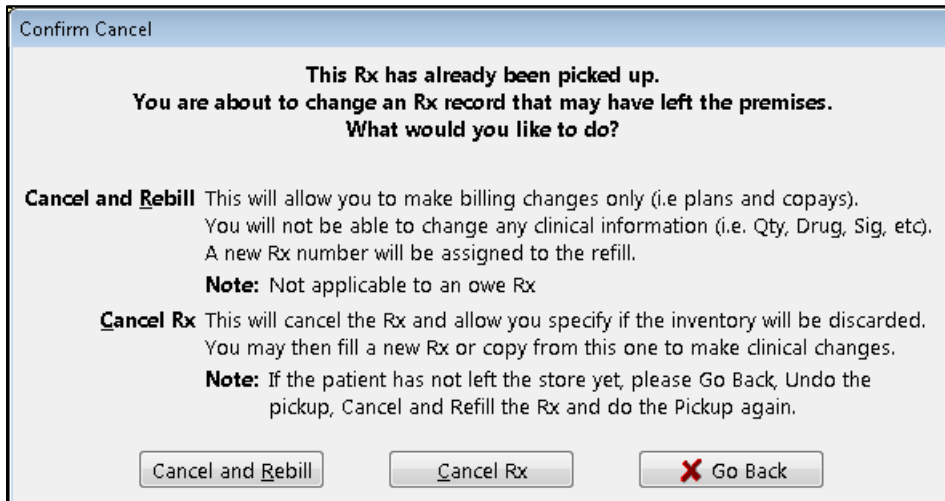 Confirm Cancel
This Rx has already been picked up.
You are about to change an Rx record that may have left the premises.
What would you like to do?
Cancel and Rebill This will allow you to make billing changes only (i.e plans and copays).
You will not be able to change any clinical information (i.e. Qty, Drug, Sig, etc).
A new Rx number will be assigned to the refill.
Note: Not applicable to an owe Rx
Cancel Rx This will cancel the Rx and allow you specify if the inventory will be discarded.
You may then fill a new Rx or copy from this one to make clinical changes.
Note: If the patient has not left the store yet, please Go Back, Undo the
pickup, Cancel and Refill the Rx and do the Pickup again.
Cancel and Rebill Cancel Rx Go Back